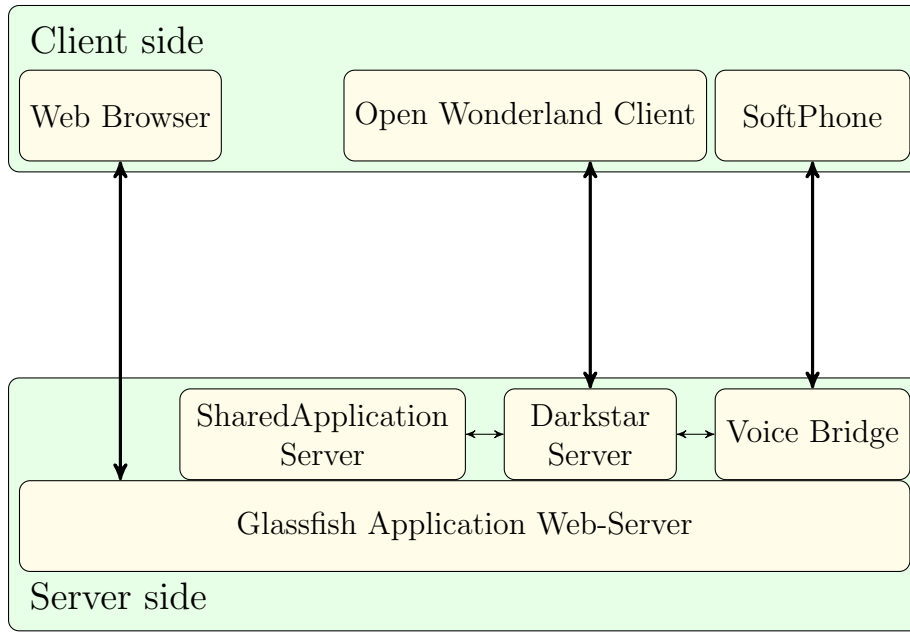 Client side
Web Browser
Open Wonderland Client
SoftPhone
SharedApplication
Server
Darkstar
Server
Voice Bridge
Glassfish Application Web-Server
Server side